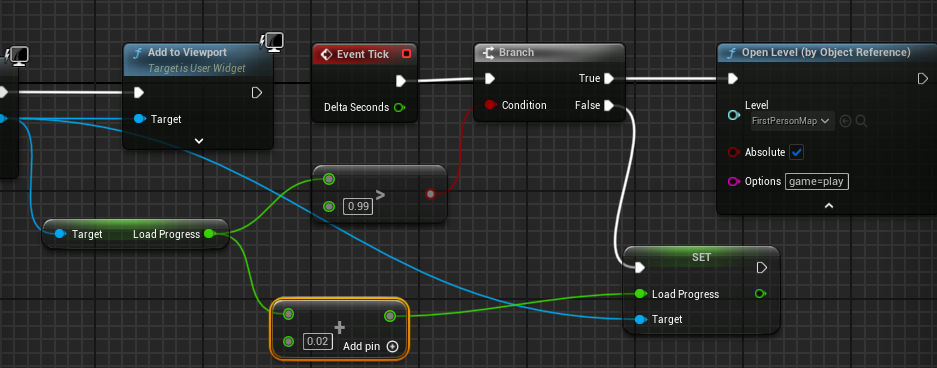 Add to Viewport
Target is User Widget
Target
Event Tick
Delta Seconds
Branch
True
Condition
False
Open Level (by Object Reference)
Level
FirstPersonMap
Absolute
Options
game=play
>
0.99
Target
Load Progress
+
0.02
Add pin
SET
Load Progress
Target